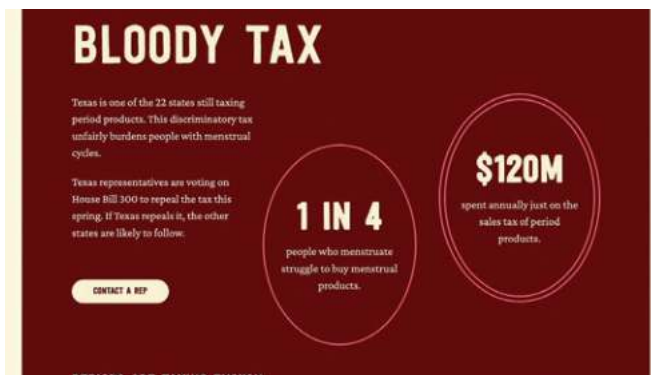 BLOODY TAX
Texas is one of the 22 states still taxing
period products. This discriminatory tax
unfairly burdens people with menstrual
cycles.
Texas representatives are voting on
House Bill 300 to repeal the tax this
spring. If Texas repeals it, the other
states are likely to follow.
CONTACT A REP
1 IN 4
people who menstruate
struggle to buy menstrual
products.
$120M
spent annually just on the
sales tax of period
products.